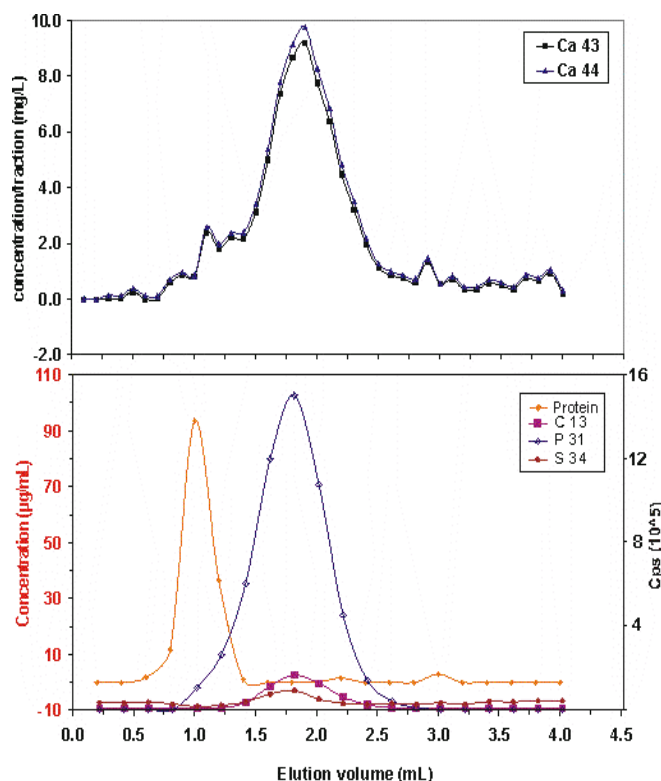 10.0
8.0
6.0
4.0
2.0
0.0
-2.0
concentration/fraction (mg/L)
Ca 43
Ca 44
110
90
70
50
30
10
-10
Concentration (µg/mL)
16
12
8
4
0
Cps (10^5)
Protein
C 13
P 31
S 34
0.0 0.5 1.0 1.5 2.0 2.5 3.0 3.5 4.0 4.5
Elution volume (mL)